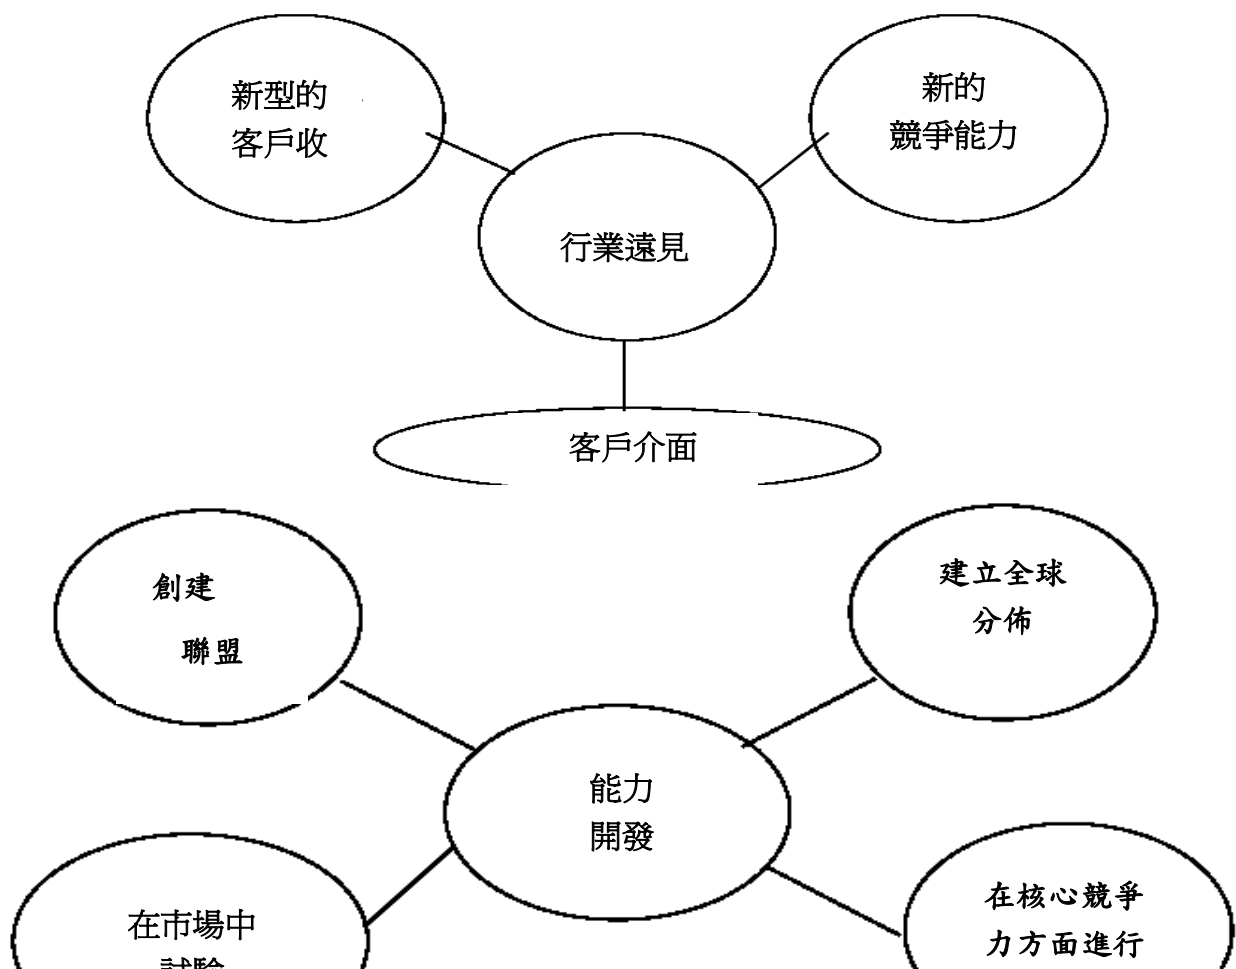 新型的
客戶收
新的
競爭能力
行業遠見
客戶介面
創建
聯盟
建立全球
分佈
能力
開發
在市場中
試驗
在核心競爭
力方面進行